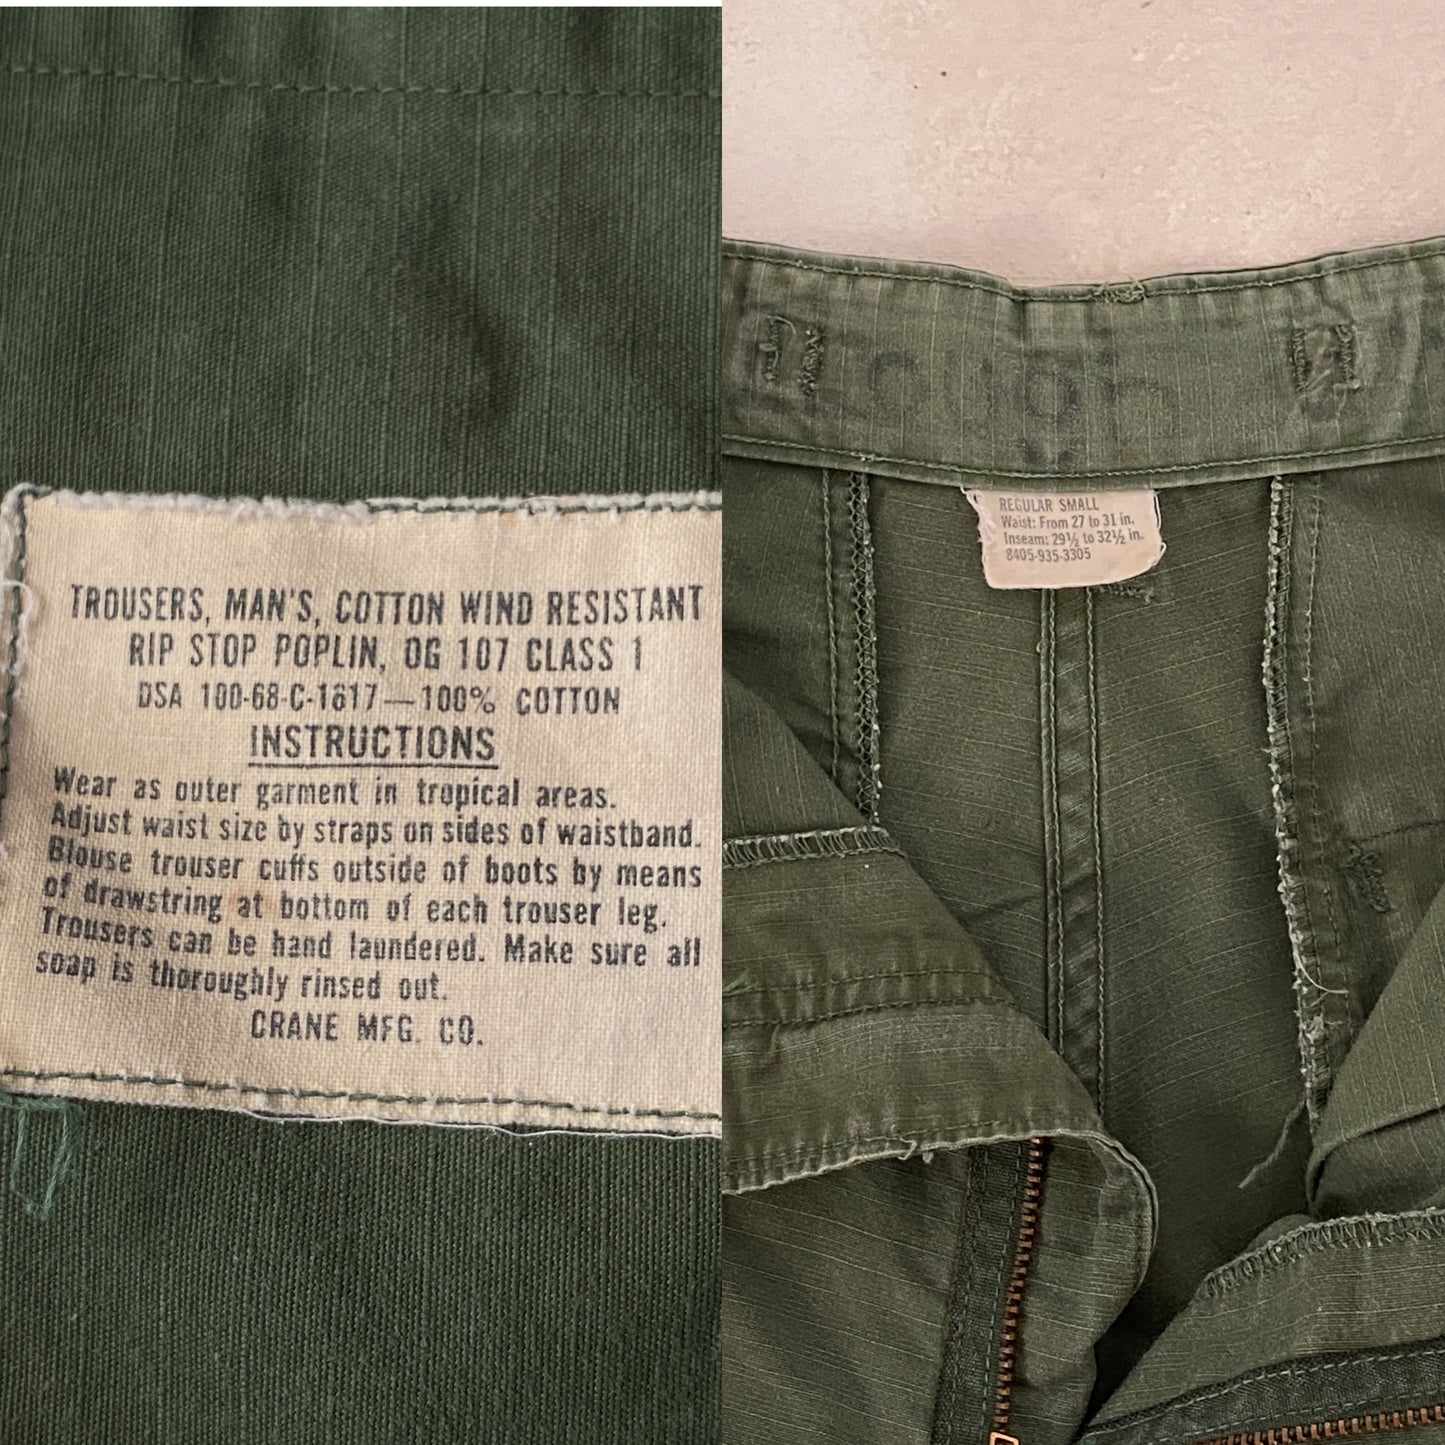 TROUSERS, MAN'S, COTTON WIND RESISTANT
RIP STOP POPLIN, OG 107 CLASS 1
DSA 100-68-C-1617—100% COTTON
INSTRUCTIONS
Wear as outer garment in tropical areas.
Adjust waist size by straps on sides of waistband.
Blouse trouser cuffs outside of boots by means
of drawstring at bottom of each trouser leg.
Trousers can be hand laundered. Make sure all
soap is thoroughly rinsed out.
CRANE MFG. CO.
REGULAR SMALL
Waist: From 27 to 31 in.
Inseam: 29½ to 32½ in.
8405-935-3305